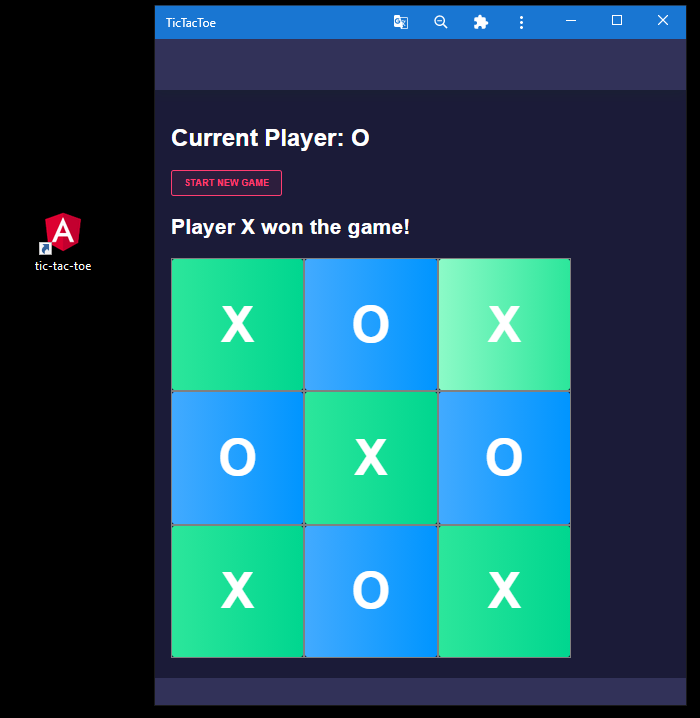 TicTacToe
Current Player: O
START NEW GAME
Player X won the game!
tic-tac-toe
X O X
O X O
X O X